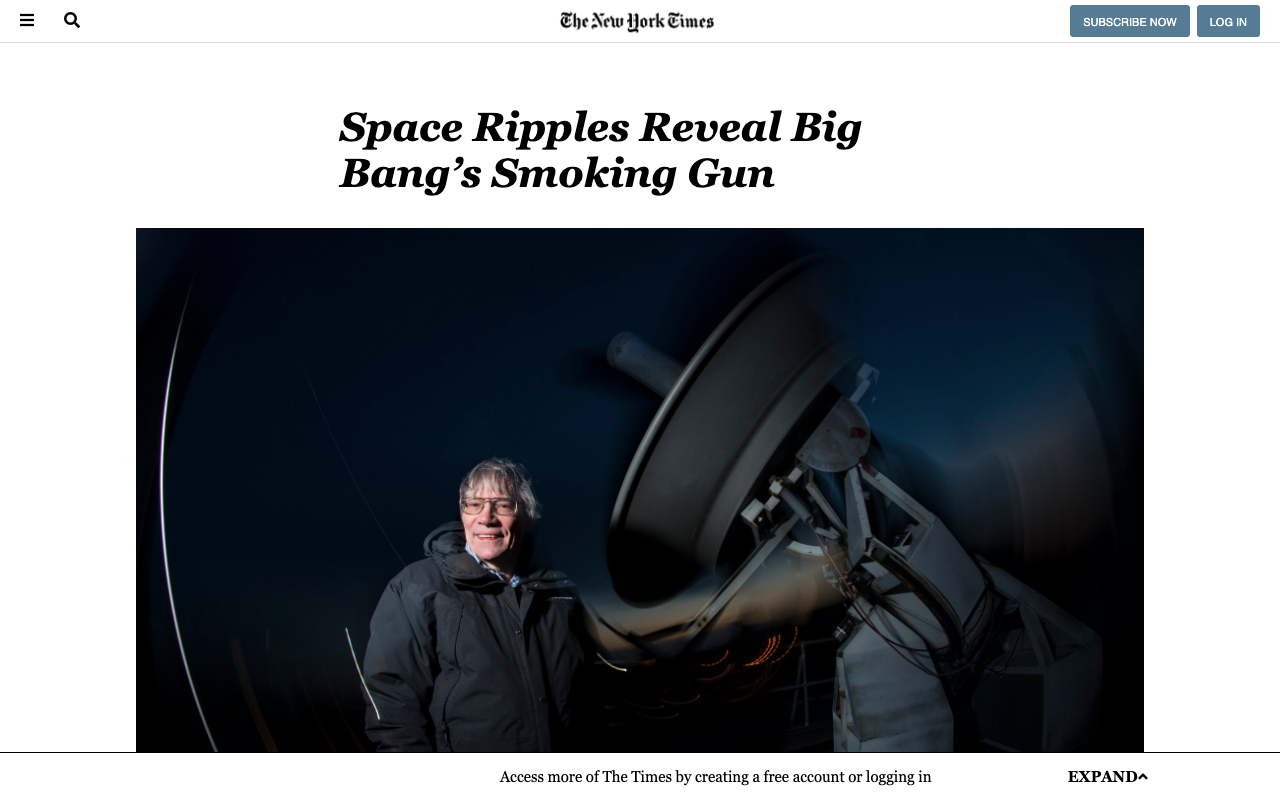 The New York Times
SUBSCRIBE NOW
LOG IN
Space Ripples Reveal Big
Bang’s Smoking Gun
Access more of The Times by creating a free account or logging in
EXPAND